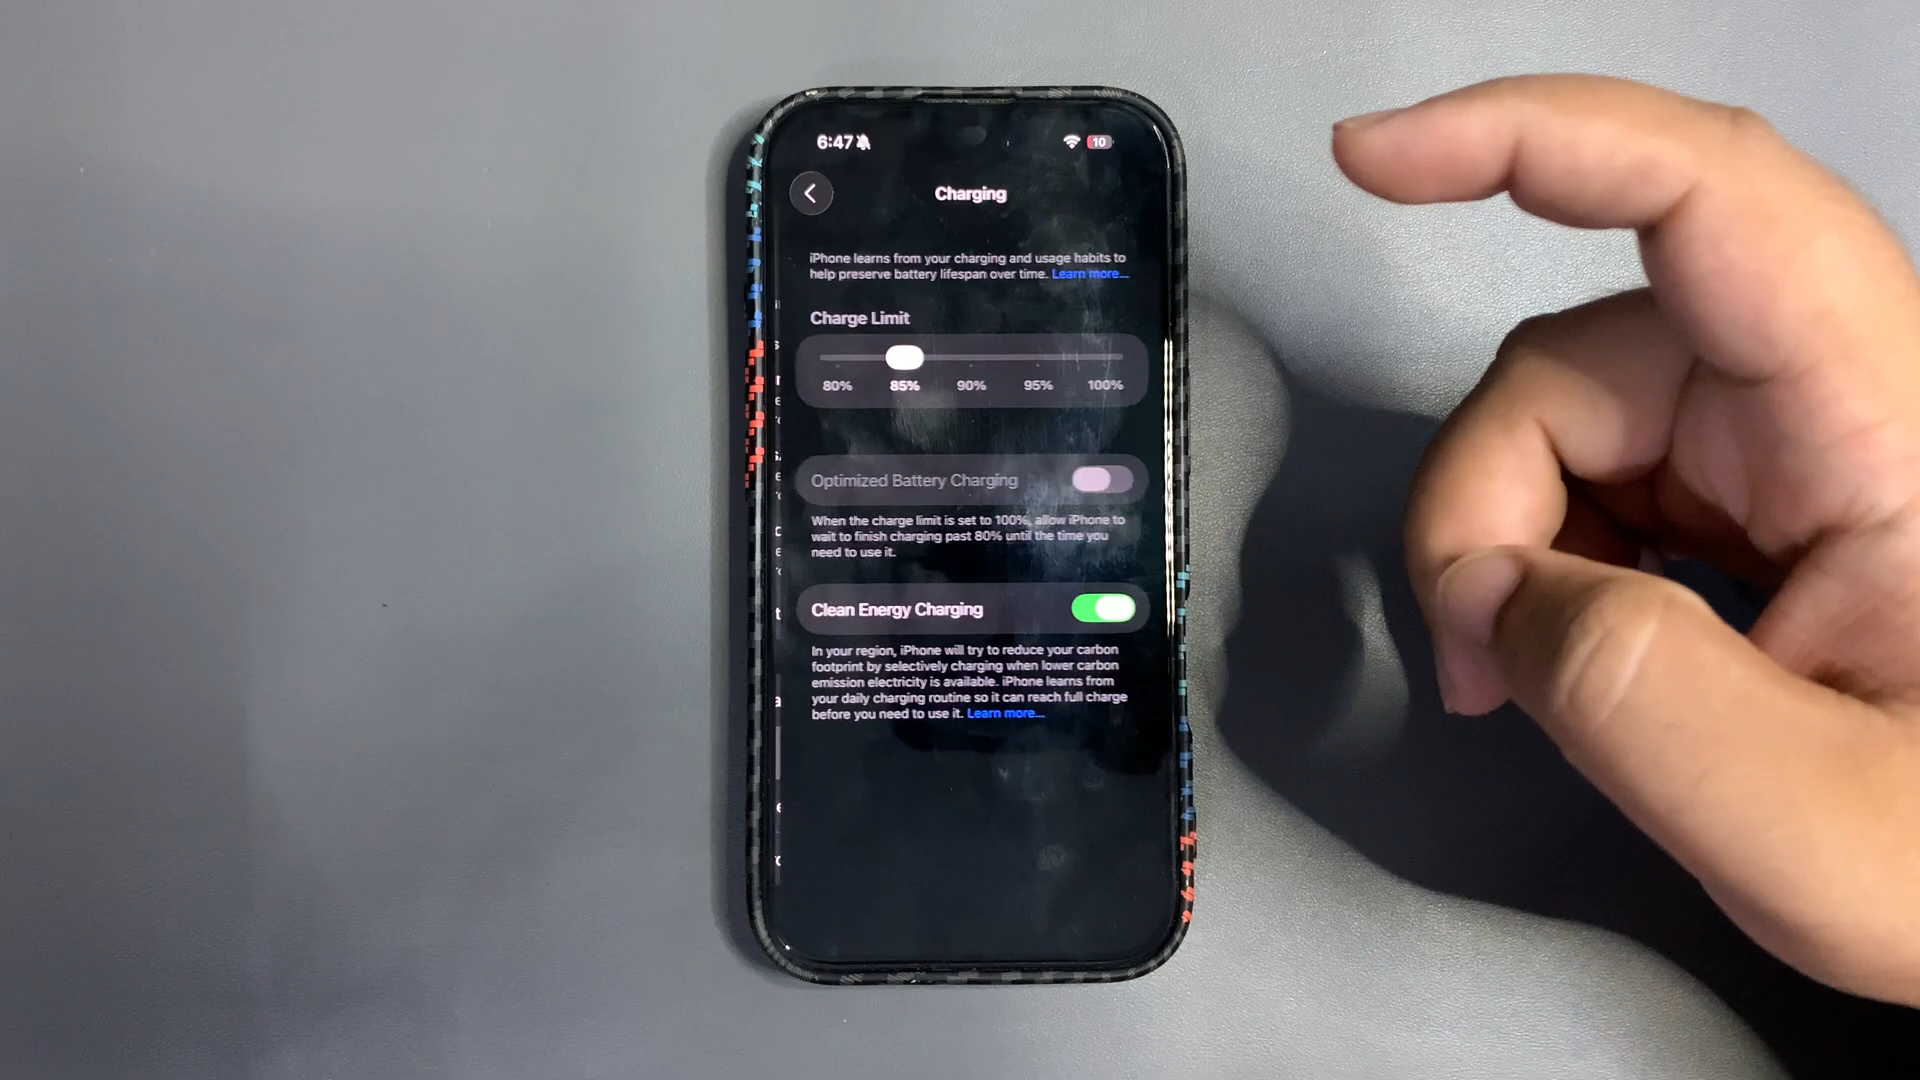 6:47
10
Charging
iPhone learns from your charging and usage habits to
help preserve battery lifespan over time. Learn more...
Charge Limit
80% 85% 90% 95% 100%
Optimized Battery Charging
When the charge limit is set to 100%, allow iPhone to
wait to finish charging past 80% until the time you
need to use it.
Clean Energy Charging
In your region, iPhone will try to reduce your carbon
footprint by selectively charging when lower carbon
emission electricity is available. iPhone learns from
your daily charging routine so it can reach full charge
before you need to use it. Learn more...